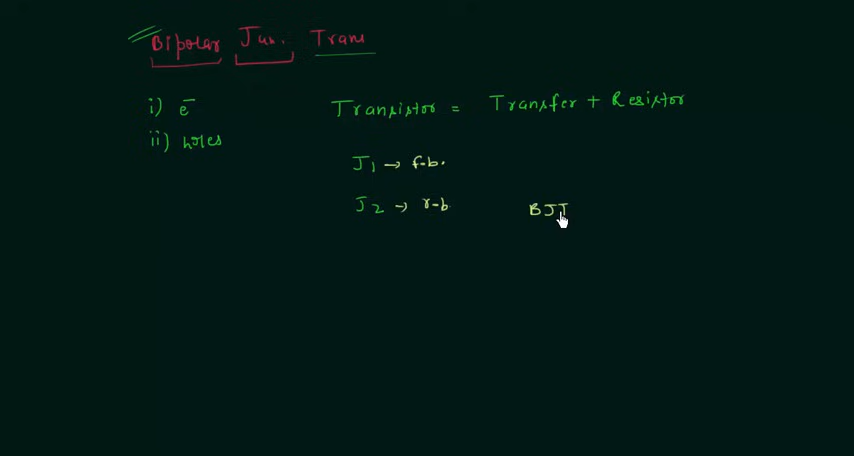 Bipolar Jun. Trans
i) e⁻
ii) holes
Transistor = Transfer + Resistor
J1 → f.b.
J2 → r.b.
BJT